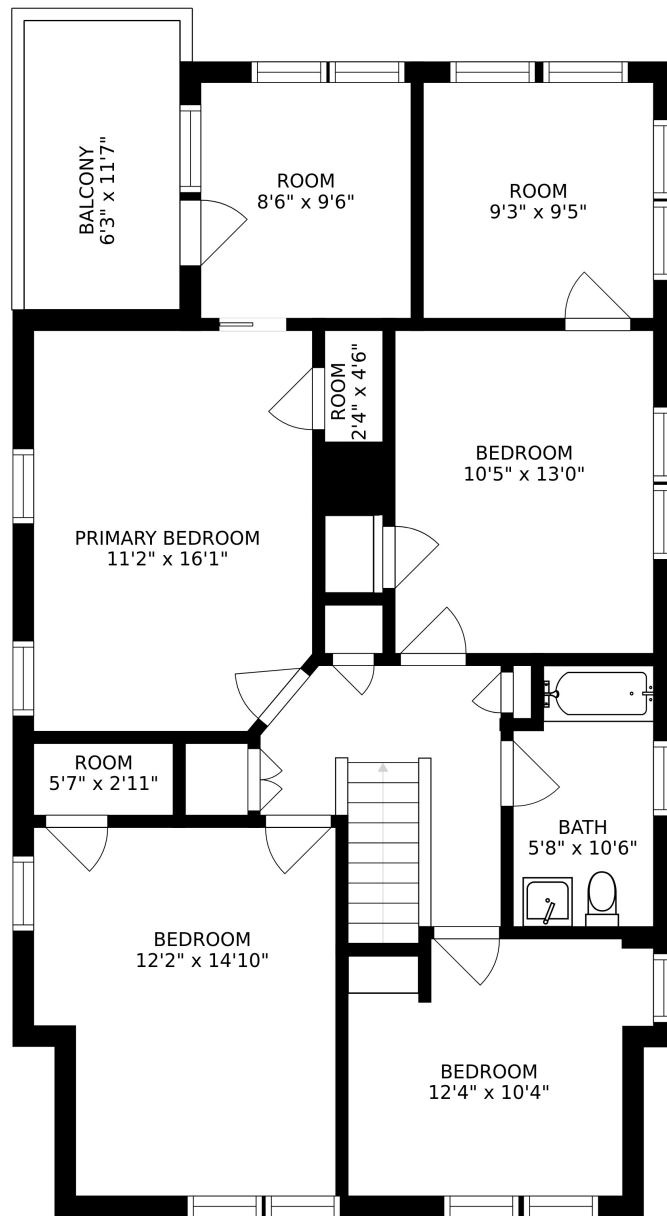 BALCONY
6'3" x 11'7"
ROOM
8'6" x 9'6"
ROOM
9'3" x 9'5"
ROOM
2'4" x 4'6"
BEDROOM
10'5" x 13'0"
PRIMARY BEDROOM
11'2" x 16'1"
ROOM
5'7" x 2'11"
BATH
5'8" x 10'6"
BEDROOM
12'2" x 14'10"
BEDROOM
12'4" x 10'4"